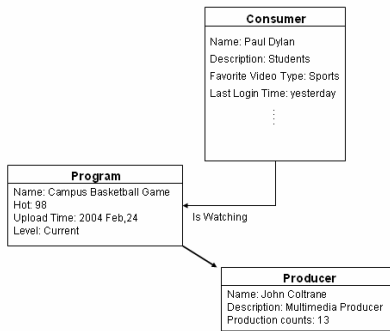 Consumer
Name: Paul Dylan
Description: Students
Favorite Video Type: Sports
Last Login Time: yesterday
Program
Name: Campus Basketball Game
Hot: 98
Upload Time: 2004 Feb,24
Level: Current
Is Watching
Producer
Name: John Coltrane
Description: Multimedia Producer
Production counts: 13